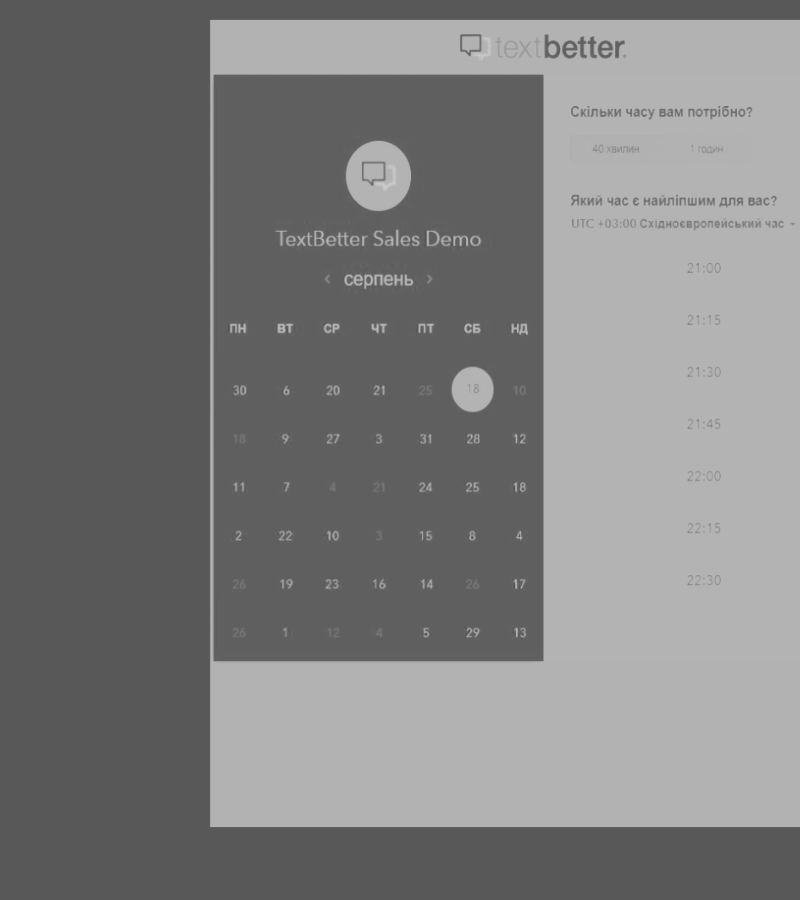 textbetter.
TextBetter Sales Demo
‹ серпень ›
ПН ВТ СР ЧТ ПТ СБ НД
30 6 20 21 25 18 10
18 9 27 3 31 28 12
11 7 4 21 24 25 18
2 22 10 3 15 8 4
26 19 23 16 14 26 17
26 1 12 4 5 29 13
Скільки часу вам потрібно?
40 хвилин 1 годин
Який час є найліпшим для вас?
UTC +03:00 Східноєвропейський час
21:00
21:15
21:30
21:45
22:00
22:15
22:30